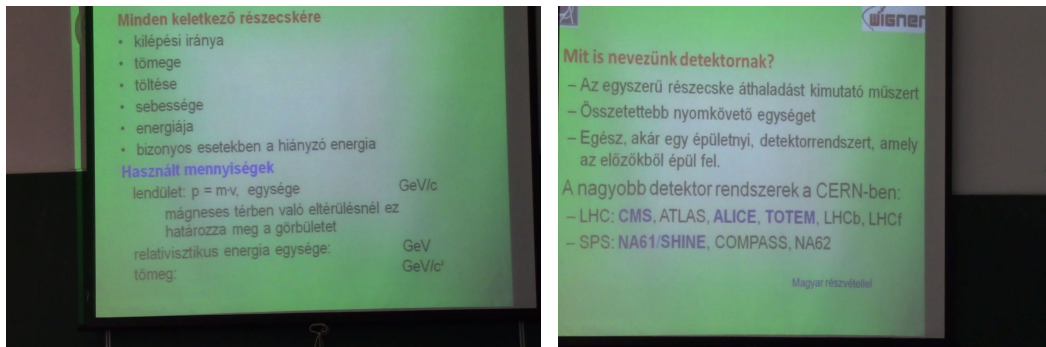 Minden keletkező részecskére
• kilépési iránya
• tömege
• töltése
• sebessége
• energiája
• bizonyos esetekben a hiányzó energia
Használt mennyiségek
lendület: p = m·v, egysége GeV/c
mágneses térben való eltérülésnél ez
határozza meg a görbületet
relativisztikus energia egysége: GeV
tömeg: GeV/c²
wigner
Mit is nevezünk detektornak?
– Az egyszerű részecske áthaladást kimutató műszert
– Összetettebb nyomkövető egységet
– Egész, akár egy épületnyi, detektorrendszert, amely
az előzőkből épül fel.
A nagyobb detektor rendszerek a CERN-ben:
– LHC: CMS, ATLAS, ALICE, TOTEM, LHCb, LHCf
– SPS: NA61/SHINE, COMPASS, NA62
Magyar részvétellel